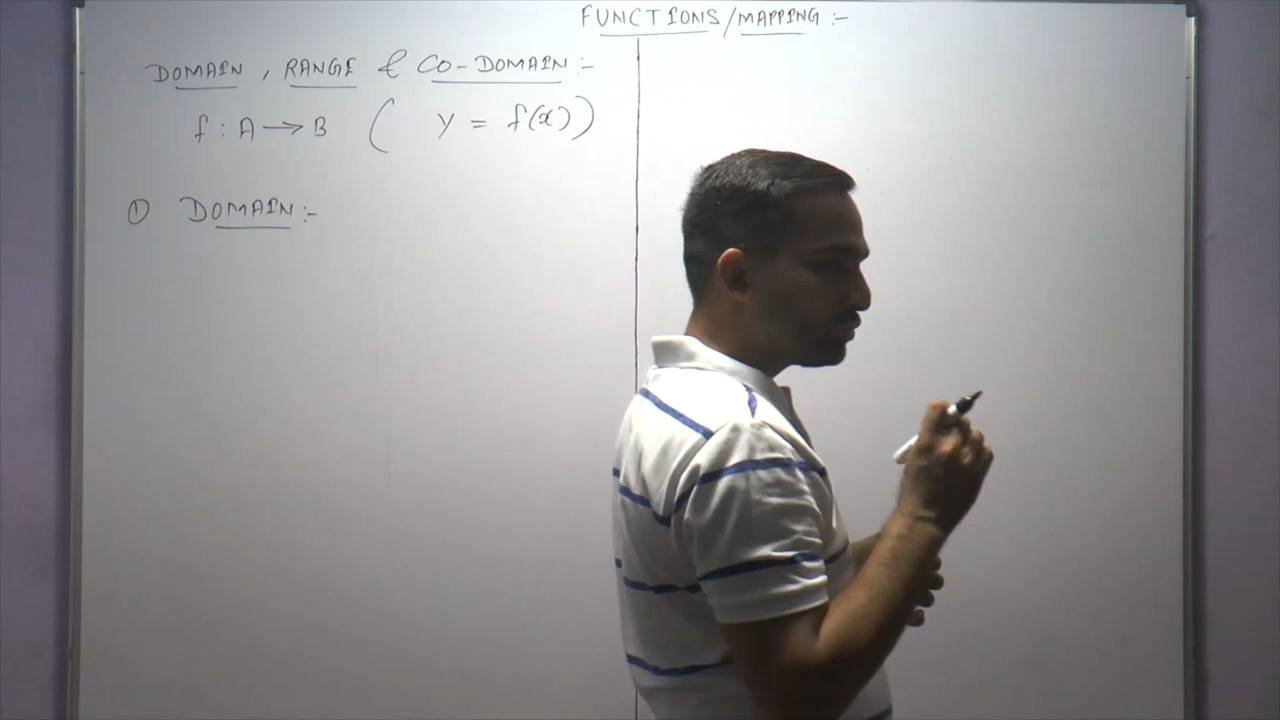 FUNCTIONS/MAPPING :-
DOMAIN, RANGE & CO-DOMAIN :-
f : A → B ( y = f(x) )
① DOMAIN :-